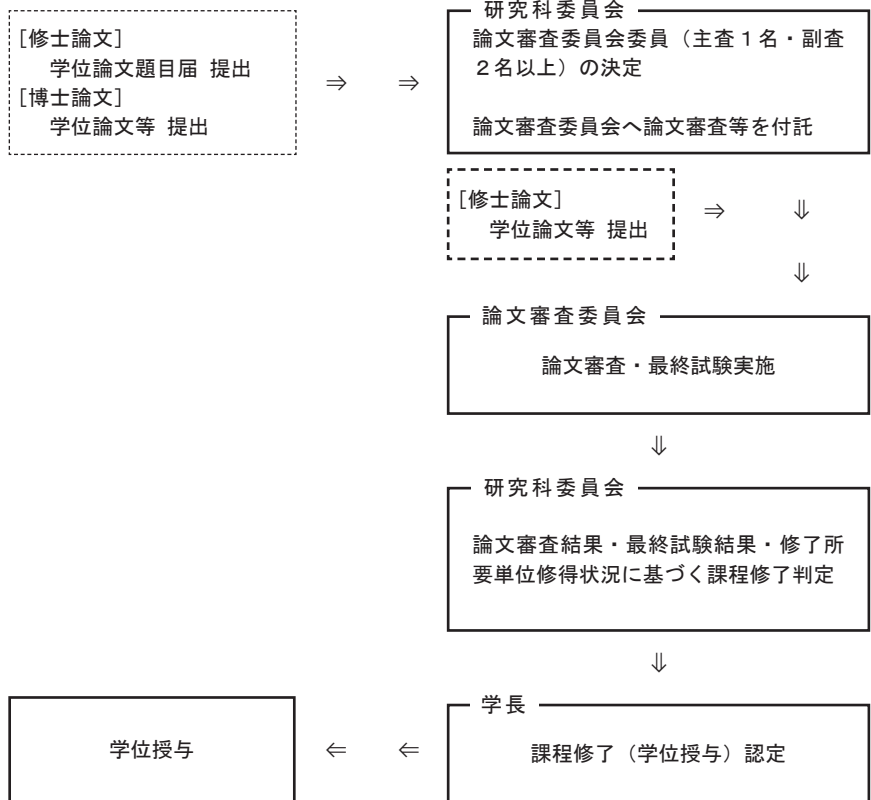 [修士論文]
学位論文題目届 提出
[博士論文]
学位論文等 提出
⇒ ⇒
研究科委員会
論文審査委員会委員(主査1名・副査
2名以上)の決定
論文審査委員会へ論文審査等を付託
[修士論文]
学位論文等 提出
⇒ ⇓
⇓
論文審査委員会
論文審査・最終試験実施
⇓
研究科委員会
論文審査結果・最終試験結果・修了所
要単位修得状況に基づく課程修了判定
⇓
学長
課程修了(学位授与)認定
⇐ ⇐
学位授与